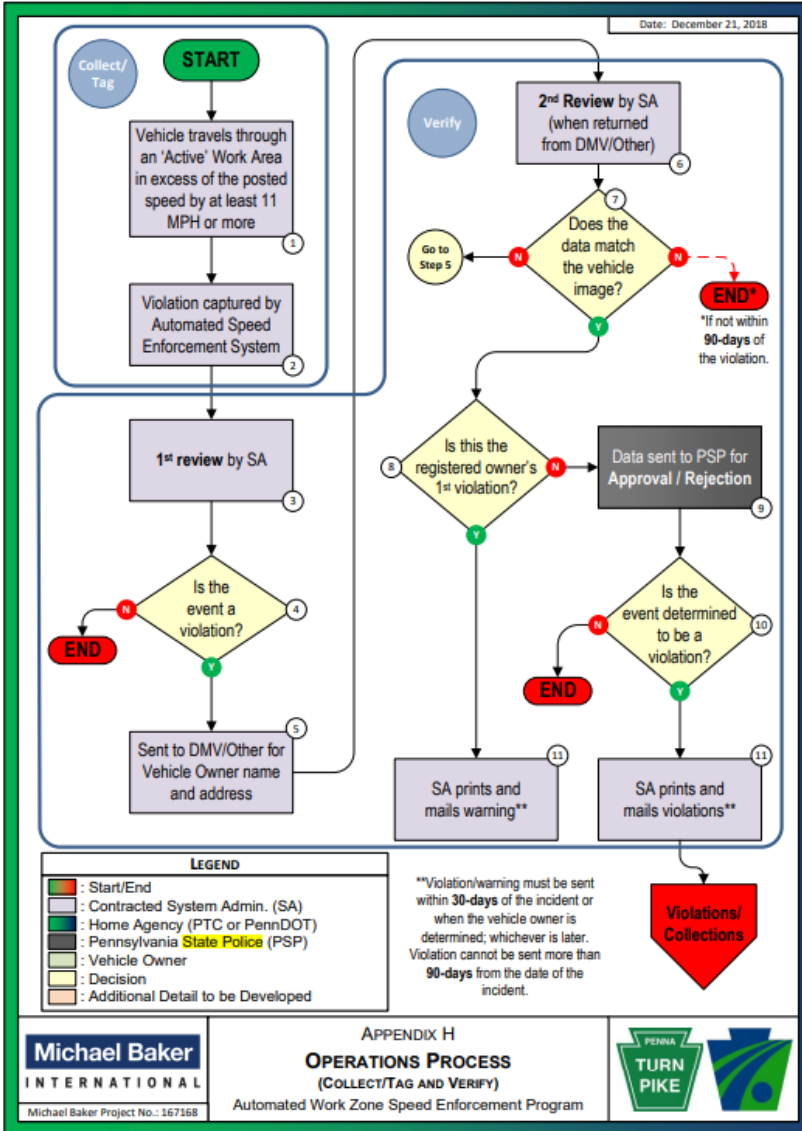 Date: December 21, 2018
Collect/
Tag
START
Vehicle travels through
an ‘Active’ Work Area
in excess of the posted
speed by at least 11
MPH or more
1
Violation captured by
Automated Speed
Enforcement System
2
1st review by SA
3
Is the
event a
violation?
4
N
END
Y
5
Sent to DMV/Other for
Vehicle Owner name
and address
Verify
2nd Review by SA
(when returned
from DMV/Other)
6
7
Does the
data match
the vehicle
image?
N
Go to
Step 5
N
END*
*If not within
90-days of
the violation.
Y
8
Is this the
registered owner’s
1st violation?
N
Y
Data sent to PSP for
Approval / Rejection
9
Is the
event determined
to be a
violation?
10
N
END
Y
11
SA prints and
mails warning**
11
SA prints and
mails violations**
Violations/
Collections
**Violation/warning must be sent
within 30-days of the incident or
when the vehicle owner is
determined; whichever is later.
Violation cannot be sent more than
90-days from the date of the
incident.
LEGEND
: Start/End
: Contracted System Admin. (SA)
: Home Agency (PTC or PennDOT)
: Pennsylvania State Police (PSP)
: Vehicle Owner
: Decision
: Additional Detail to be Developed
Michael Baker
INTERNATIONAL
Michael Baker Project No.: 167168
APPENDIX H
OPERATIONS PROCESS
(COLLECT/TAG AND VERIFY)
Automated Work Zone Speed Enforcement Program
PENNA
TURN
PIKE